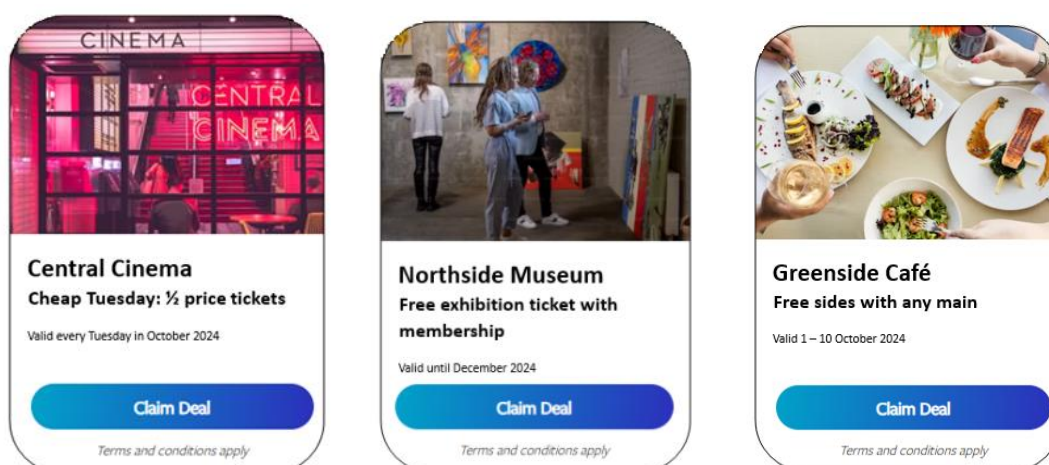 CINEMA
CENTRAL
CINEMA
Central Cinema
Cheap Tuesday: ½ price tickets
Valid every Tuesday in October 2024
Claim Deal
Terms and conditions apply
Northside Museum
Free exhibition ticket with
membership
Valid until December 2024
Claim Deal
Terms and conditions apply
Greenside Café
Free sides with any main
Valid 1 – 10 October 2024
Claim Deal
Terms and conditions apply